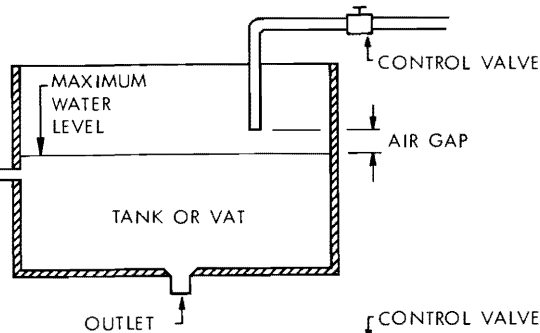 CONTROL VALVE
MAXIMUM
WATER
LEVEL
AIR GAP
TANK OR VAT
OUTLET
CONTROL VALVE